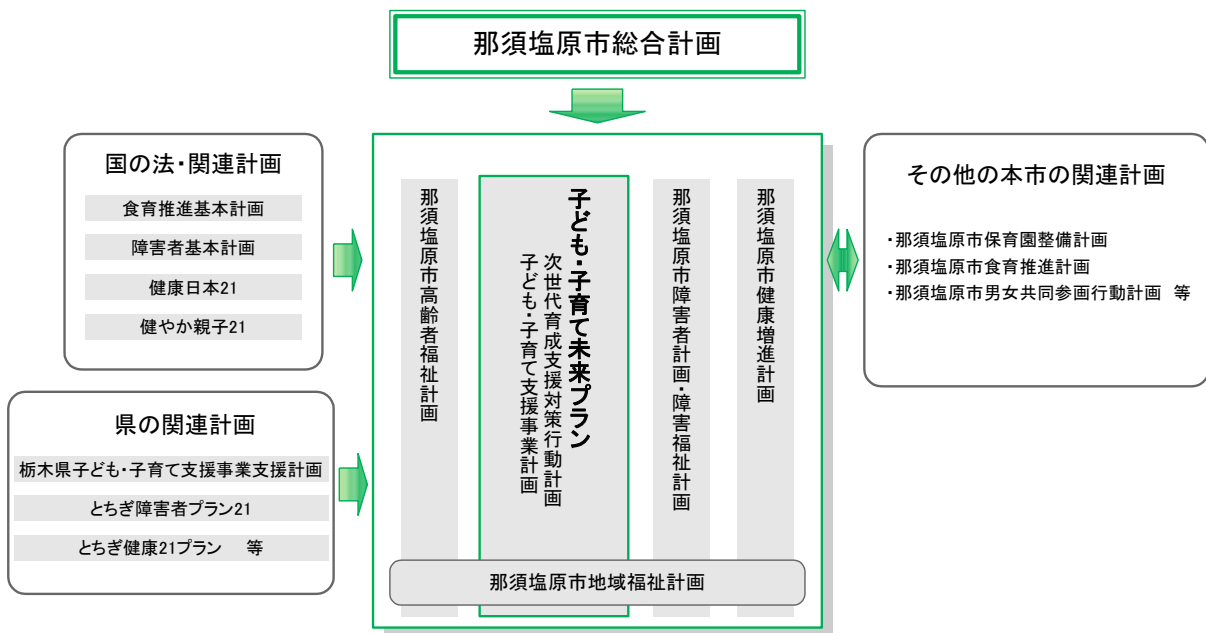 那須塩原市総合計画
国の法・関連計画
食育推進基本計画
障害者基本計画
健康日本21
健やか親子21
県の関連計画
栃木県子ども・子育て支援事業支援計画
とちぎ障害者プラン21
とちぎ健康21プラン　等
那須塩原市高齢者福祉計画
子ども・子育て未来プラン
次世代育成支援対策行動計画
子ども・子育て支援事業計画
那須塩原市障害者計画・障害福祉計画
那須塩原市健康増進計画
那須塩原市地域福祉計画
その他の本市の関連計画
・那須塩原市保育園整備計画
・那須塩原市食育推進計画
・那須塩原市男女共同参画行動計画　等